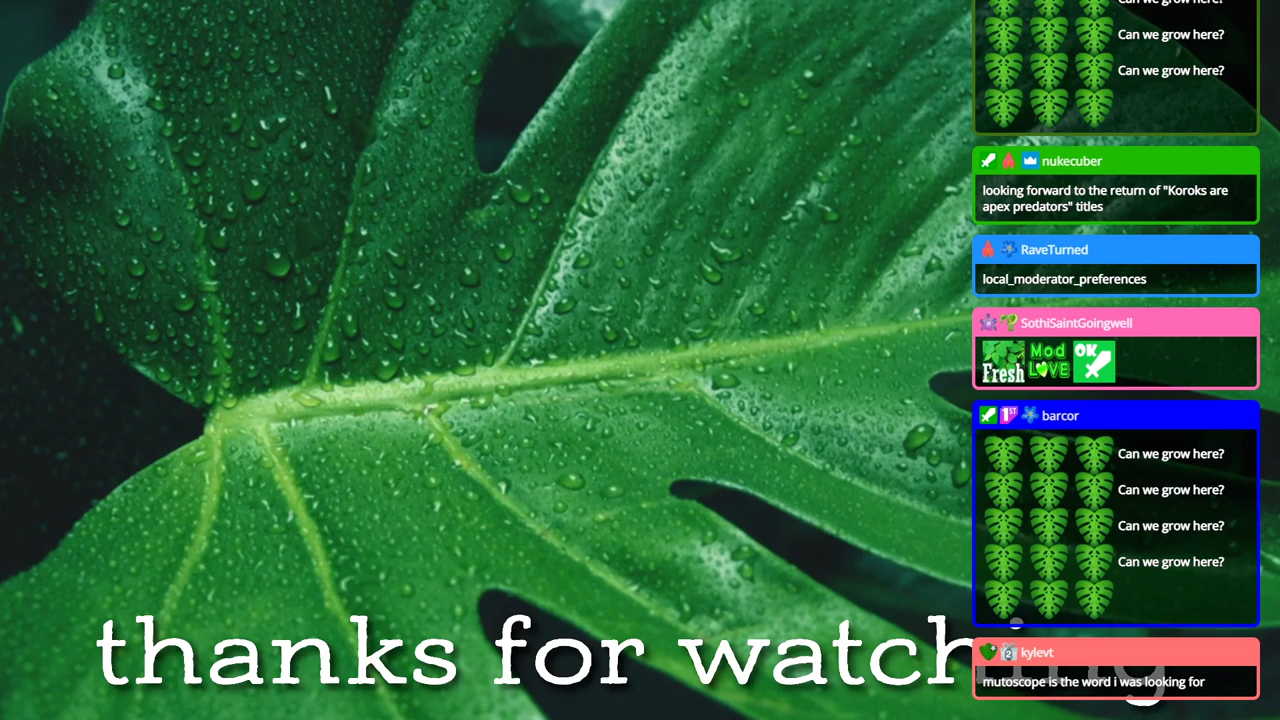 Can we grow here?
Can we grow here?
Can we grow here?
nukecuber
looking forward to the return of "Koroks are
apex predators" titles
RaveTurned
local_moderator_preferences
SothiSaintGoingwell
Fresh Mod LOVE OK
1ST barcor
Can we grow here?
Can we grow here?
Can we grow here?
Can we grow here?
thanks for watching
2 kylevt
mutoscope is the word i was looking for